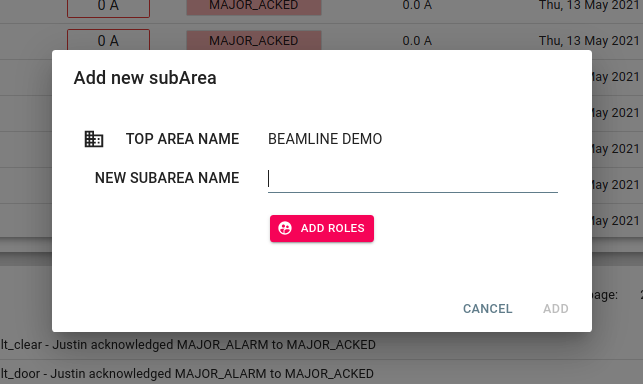 0 A MAJOR_ACKED 0.0 A Thu, 13 May 2021
0 A MAJOR_ACKED 0.0 A Thu, 13 May 2021
Add new subArea
May 2021
May 2021
TOP AREA NAME BEAMLINE DEMO
May 2021
NEW SUBAREA NAME
May 2021
May 2021
ADD ROLES
page: 2
CANCEL ADD
lt_clear - Justin acknowledged MAJOR_ALARM to MAJOR_ACKED
lt_door - Justin acknowledged MAJOR_ALARM to MAJOR_ACKED